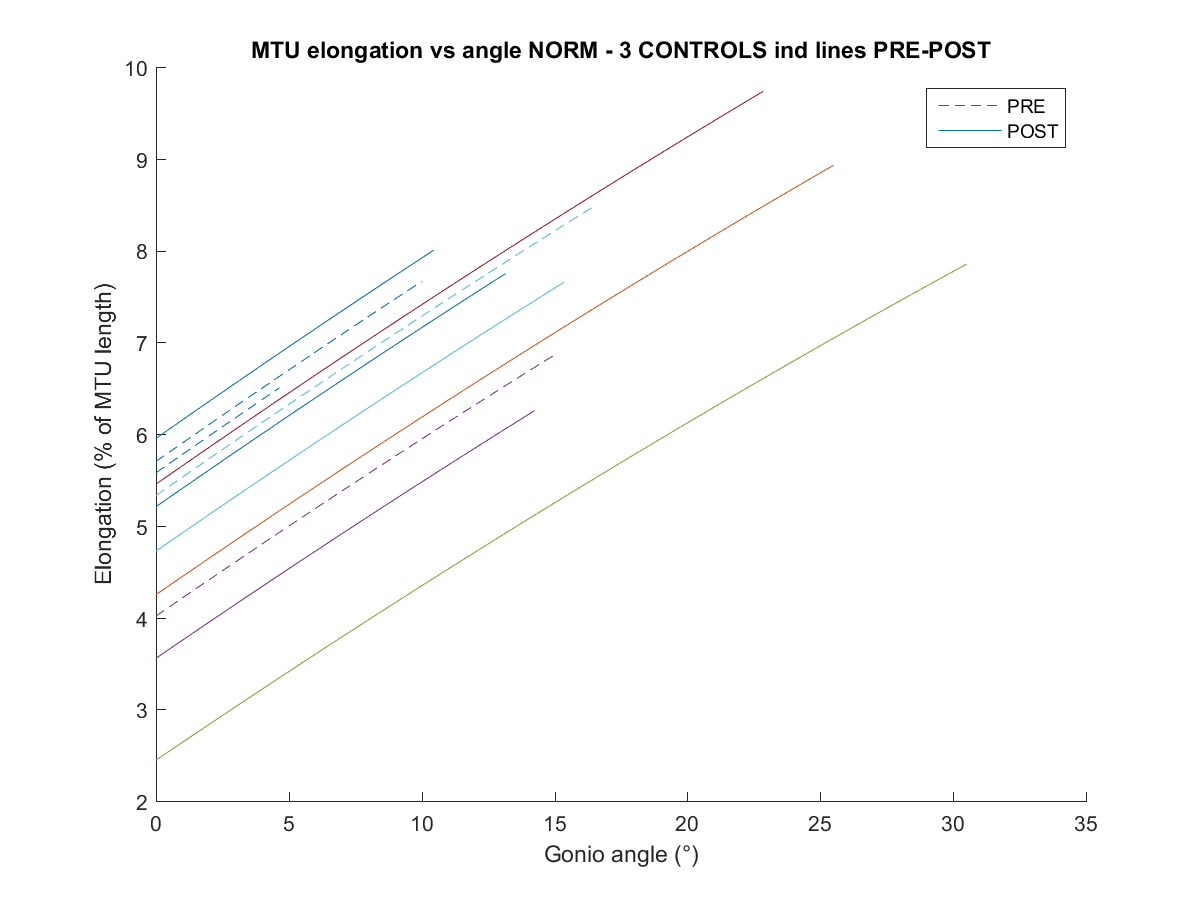 MTU elongation vs angle NORM - 3 CONTROLS ind lines PRE-POST
PRE
POST
Elongation (% of MTU length)
10
9
8
7
6
5
4
3
2
0 5 10 15 20 25 30 35
Gonio angle (°)